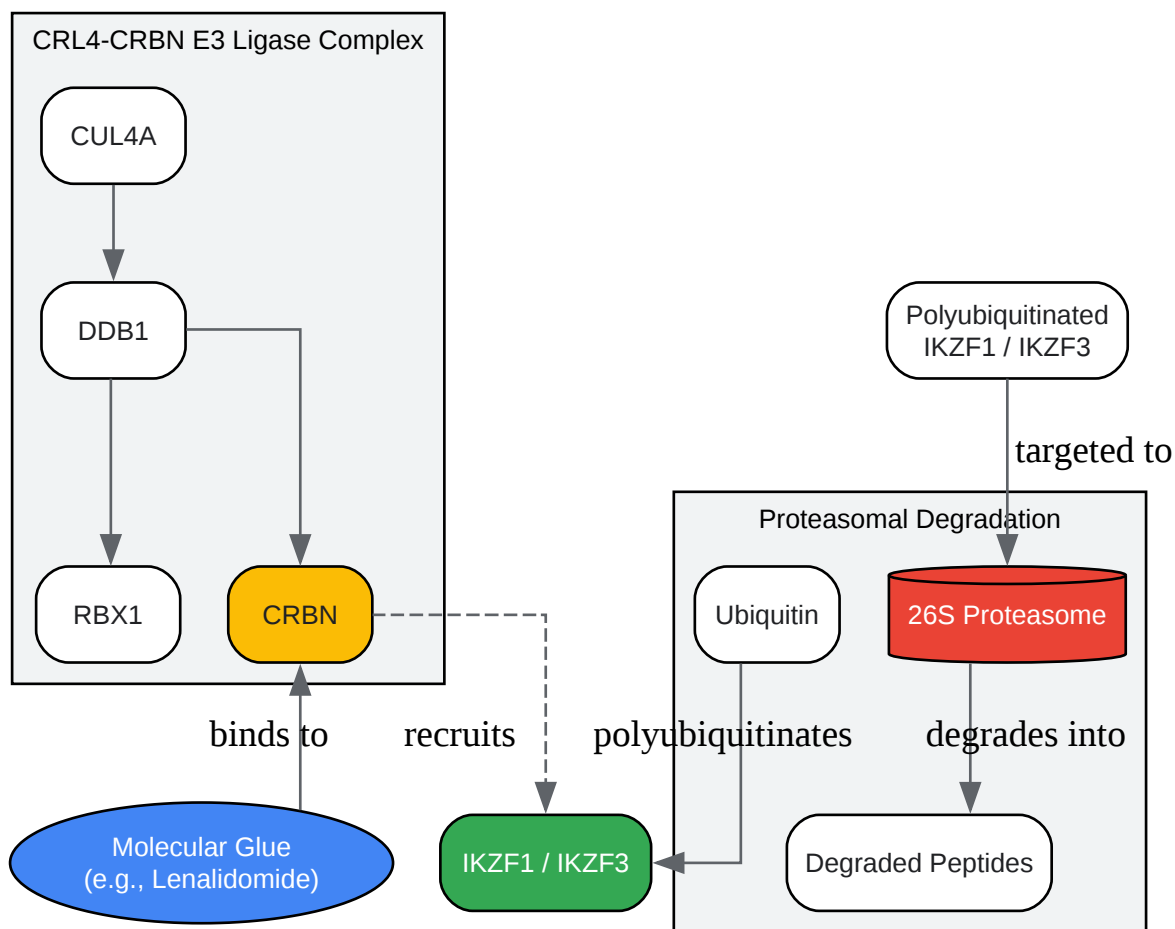 CRL4-CRBN E3 Ligase Complex
CUL4A
DDB1
RBX1
CRBN
binds to
recruits
Molecular Glue
(e.g., Lenalidomide)
IKZF1 / IKZF3
Polyubiquitinated
IKZF1 / IKZF3
targeted to
Proteasomal Degradation
Ubiquitin
26S Proteasome
polyubiquitinates
degrades into
Degraded Peptides